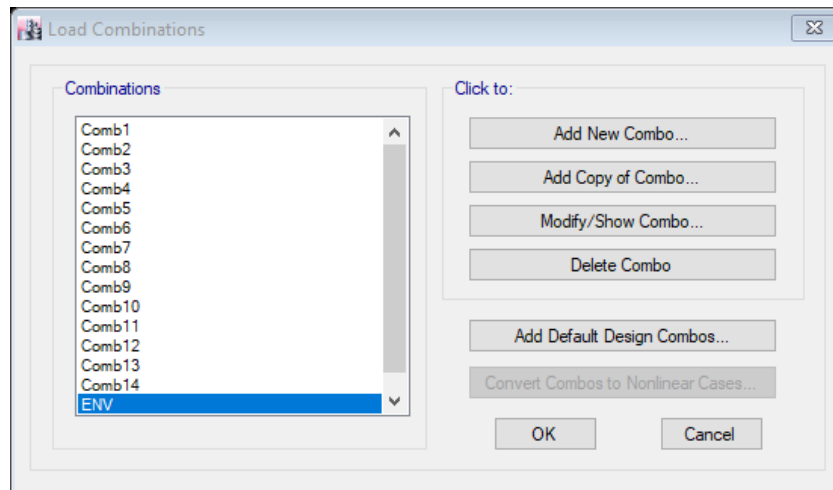 Load Combinations
Combinations
Comb1
Comb2
Comb3
Comb4
Comb5
Comb6
Comb7
Comb8
Comb9
Comb10
Comb11
Comb12
Comb13
Comb14
ENV
Click to:
Add New Combo...
Add Copy of Combo...
Modify/Show Combo...
Delete Combo
Add Default Design Combos...
Convert Combos to Nonlinear Cases...
OK
Cancel